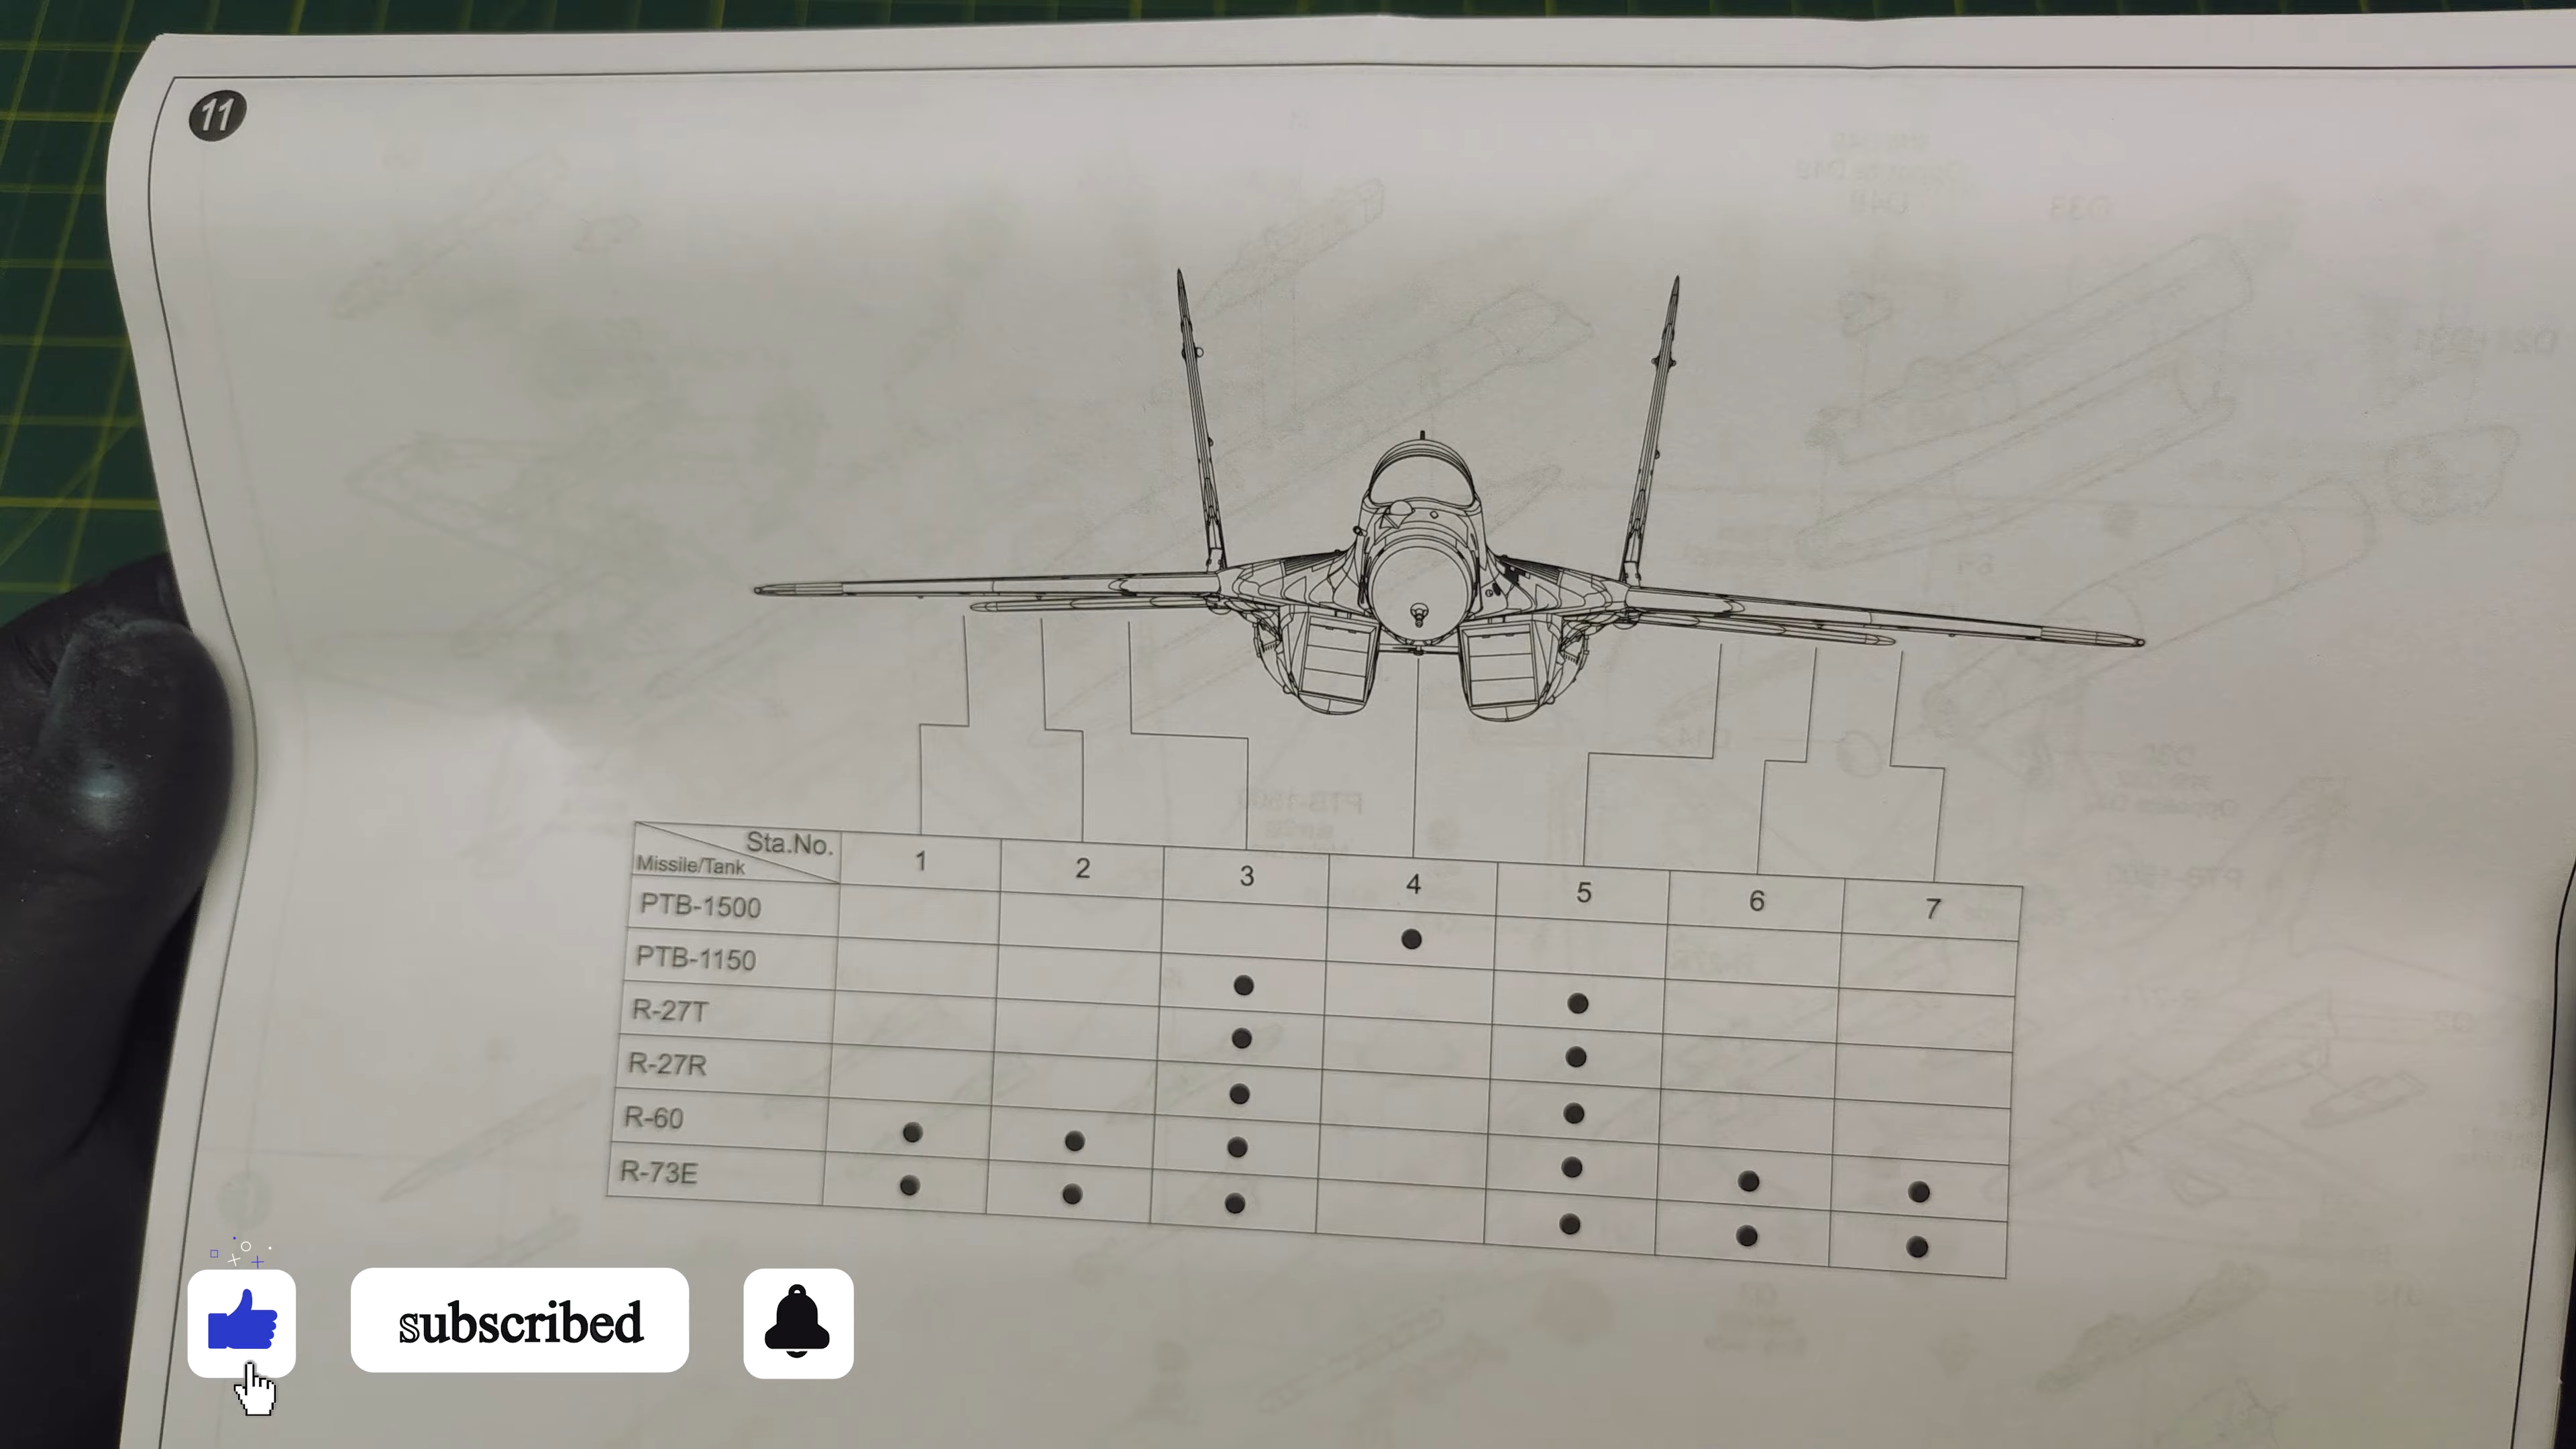 11
Sta.No.
Missile/Tank
1 2 3 4 5 6 7
PTB-1500
PTB-1150
R-27T
R-27R
R-60
R-73E
subscribed